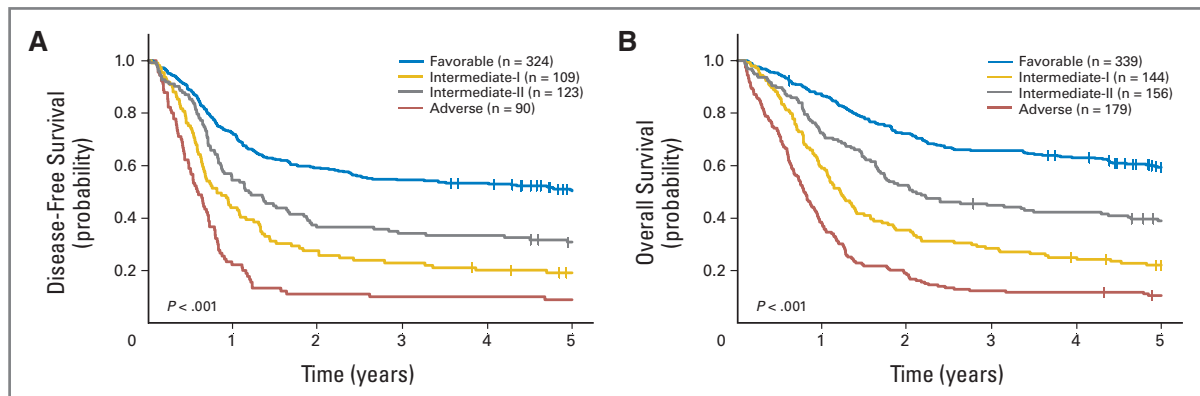 A
Disease-Free Survival
(probability)
1.0
0.8
0.6
0.4
0.2
0
1
2
3
4
5
Time (years)
Favorable (n = 324)
Intermediate-I (n = 109)
Intermediate-II (n = 123)
Adverse (n = 90)
P < .001
B
Overall Survival
(probability)
1.0
0.8
0.6
0.4
0.2
0
1
2
3
4
5
Time (years)
Favorable (n = 339)
Intermediate-I (n = 144)
Intermediate-II (n = 156)
Adverse (n = 179)
P < .001